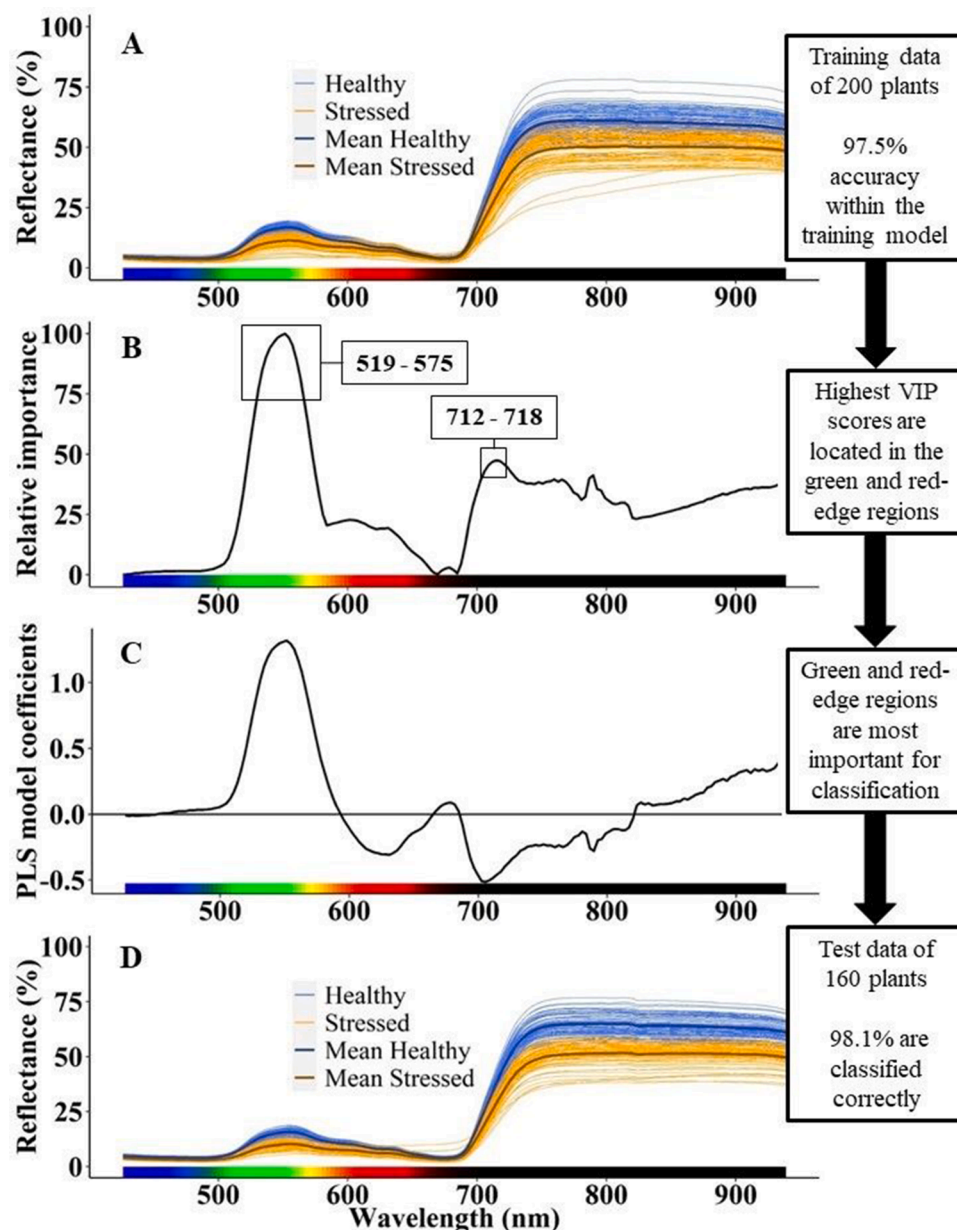 A
Reflectance (%)
100
75
50
25
0
Healthy
Stressed
Mean Healthy
Mean Stressed
500
600
700
800
900
Training data
of 200 plants
97.5%
accuracy
within the
training model
B
Relative importance
100
75
50
25
0
519 - 575
712 - 718
500
600
700
800
900
Highest VIP
scores are
located in the
green and red-
edge regions
C
PLS model coefficients
1.0
0.5
0.0
-0.5
500
600
700
800
900
Green and red-
edge regions
are most
important for
classification
D
Reflectance (%)
100
75
50
25
0
Healthy
Stressed
Mean Healthy
Mean Stressed
500
600
700
800
900
Wavelength (nm)
Test data of
160 plants
98.1% are
classified
correctly